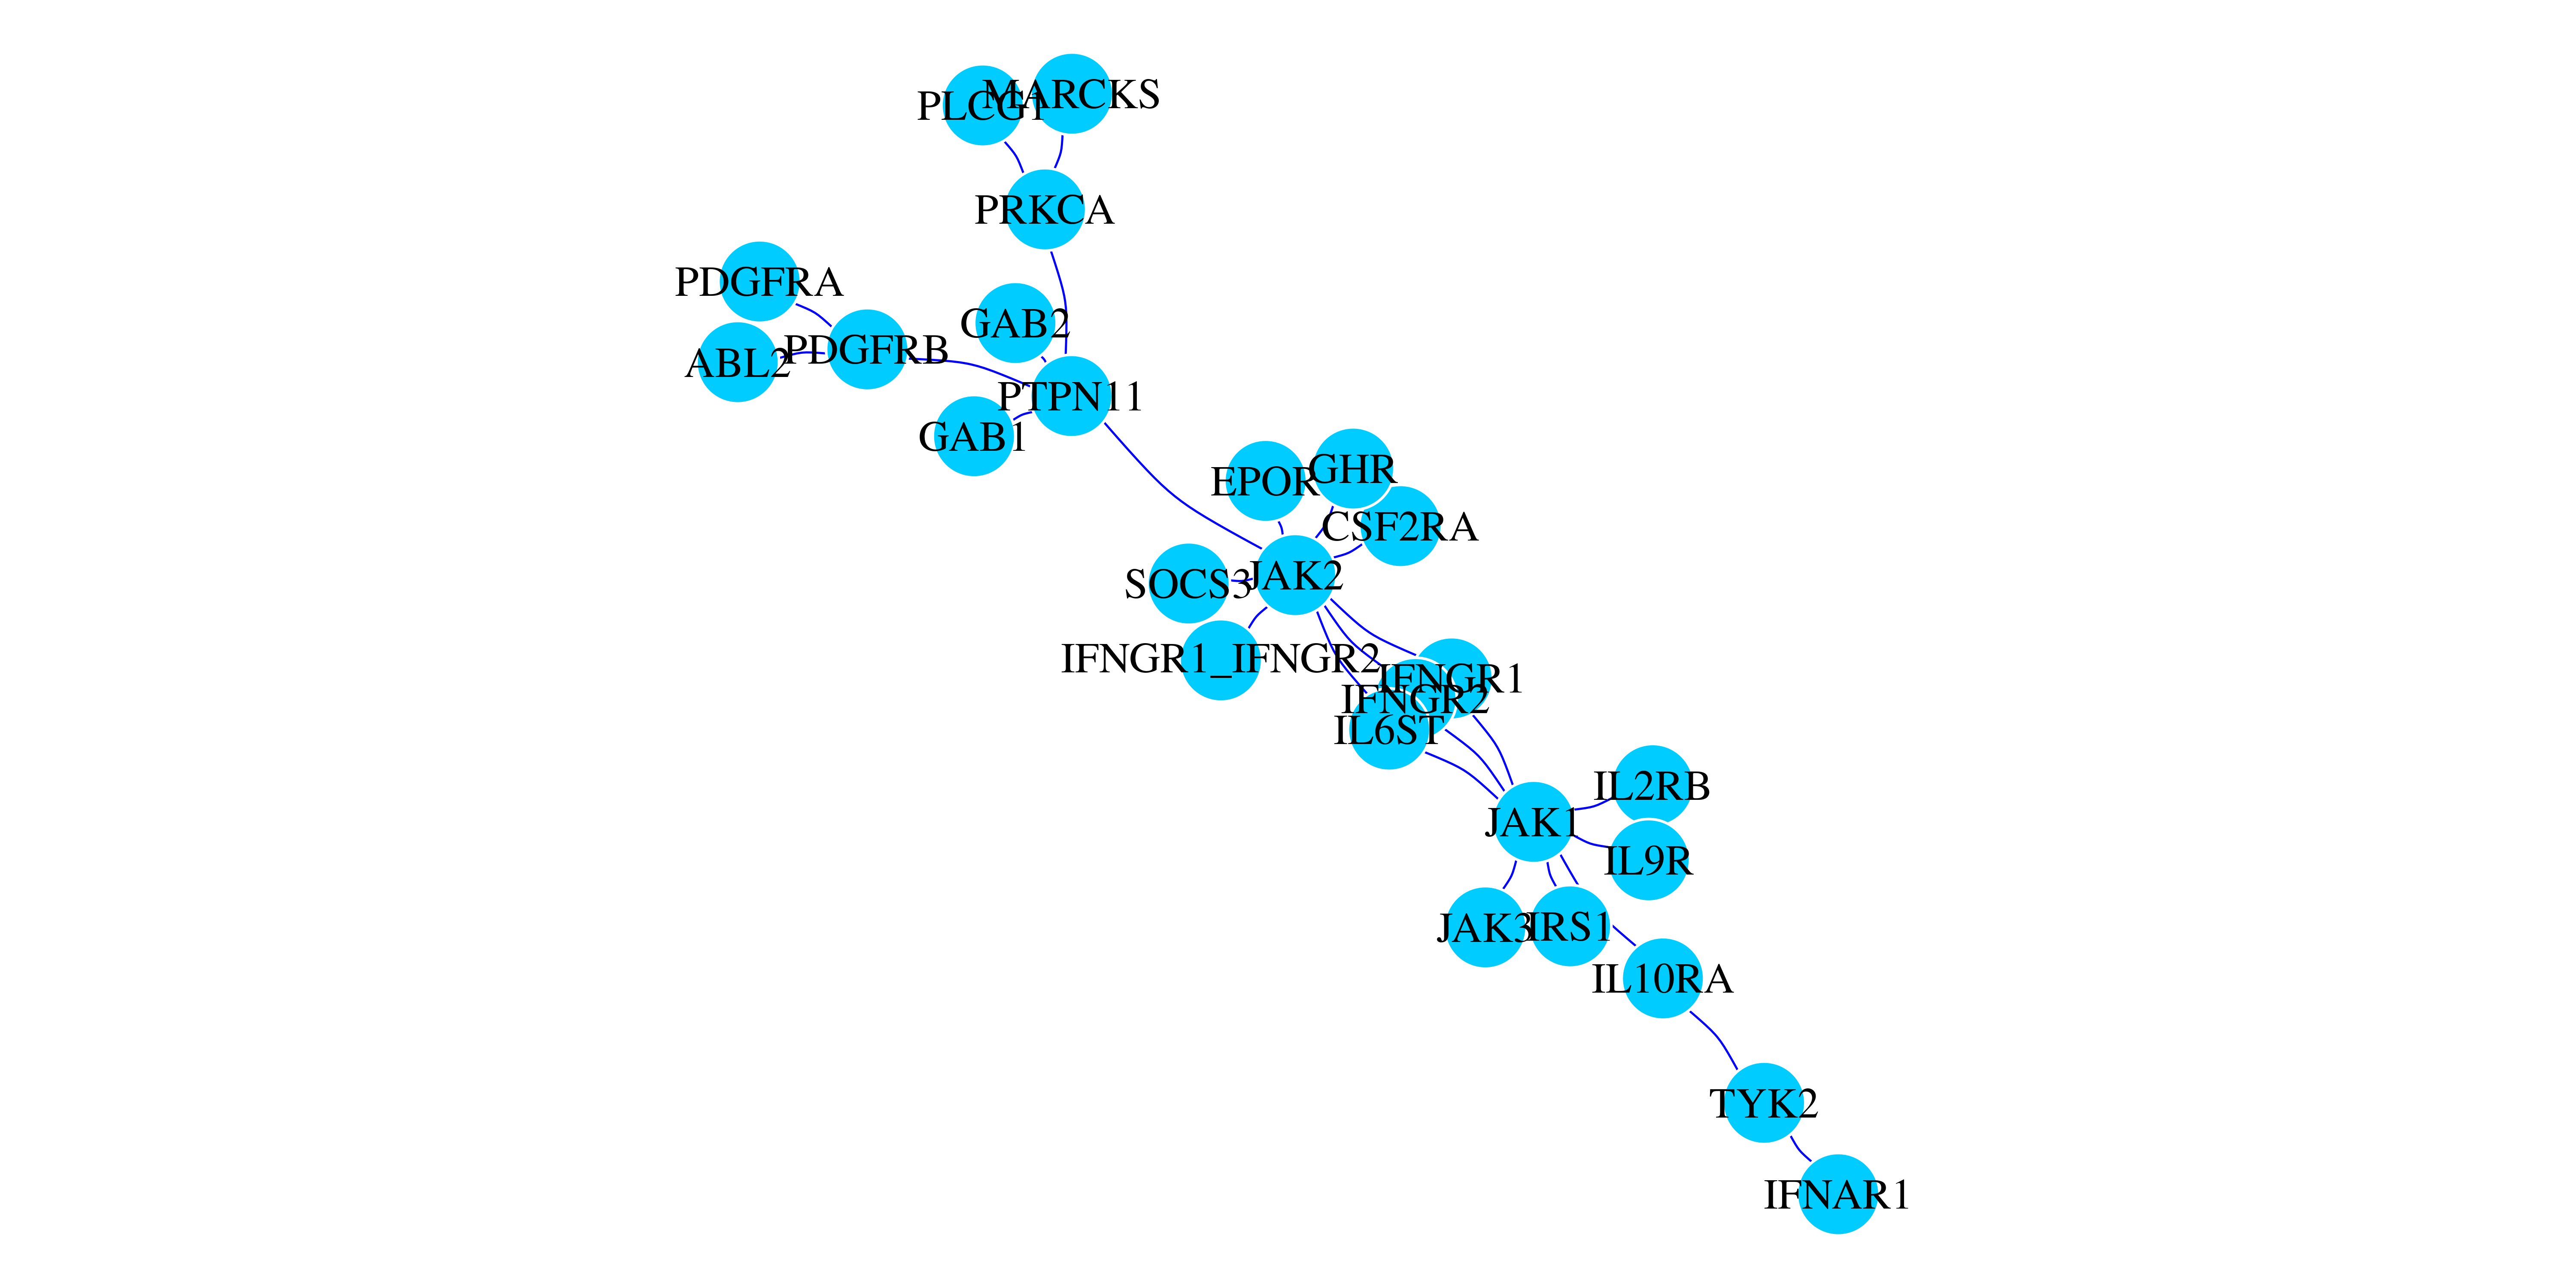 MARCKS
PLCG1
PRKCA
PDGFRA
GAB2
PDGFRB
ABL2
PTPN11
GAB1
GHR
EPOR
CSF2RA
JAK2
SOCS3
IFNGR1_IFNGR2
IFNGR1
IFNGR2
IL6ST
IL2RB
JAK1
IL9R
JAK3
IRS1
IL10RA
TYK2
IFNAR1